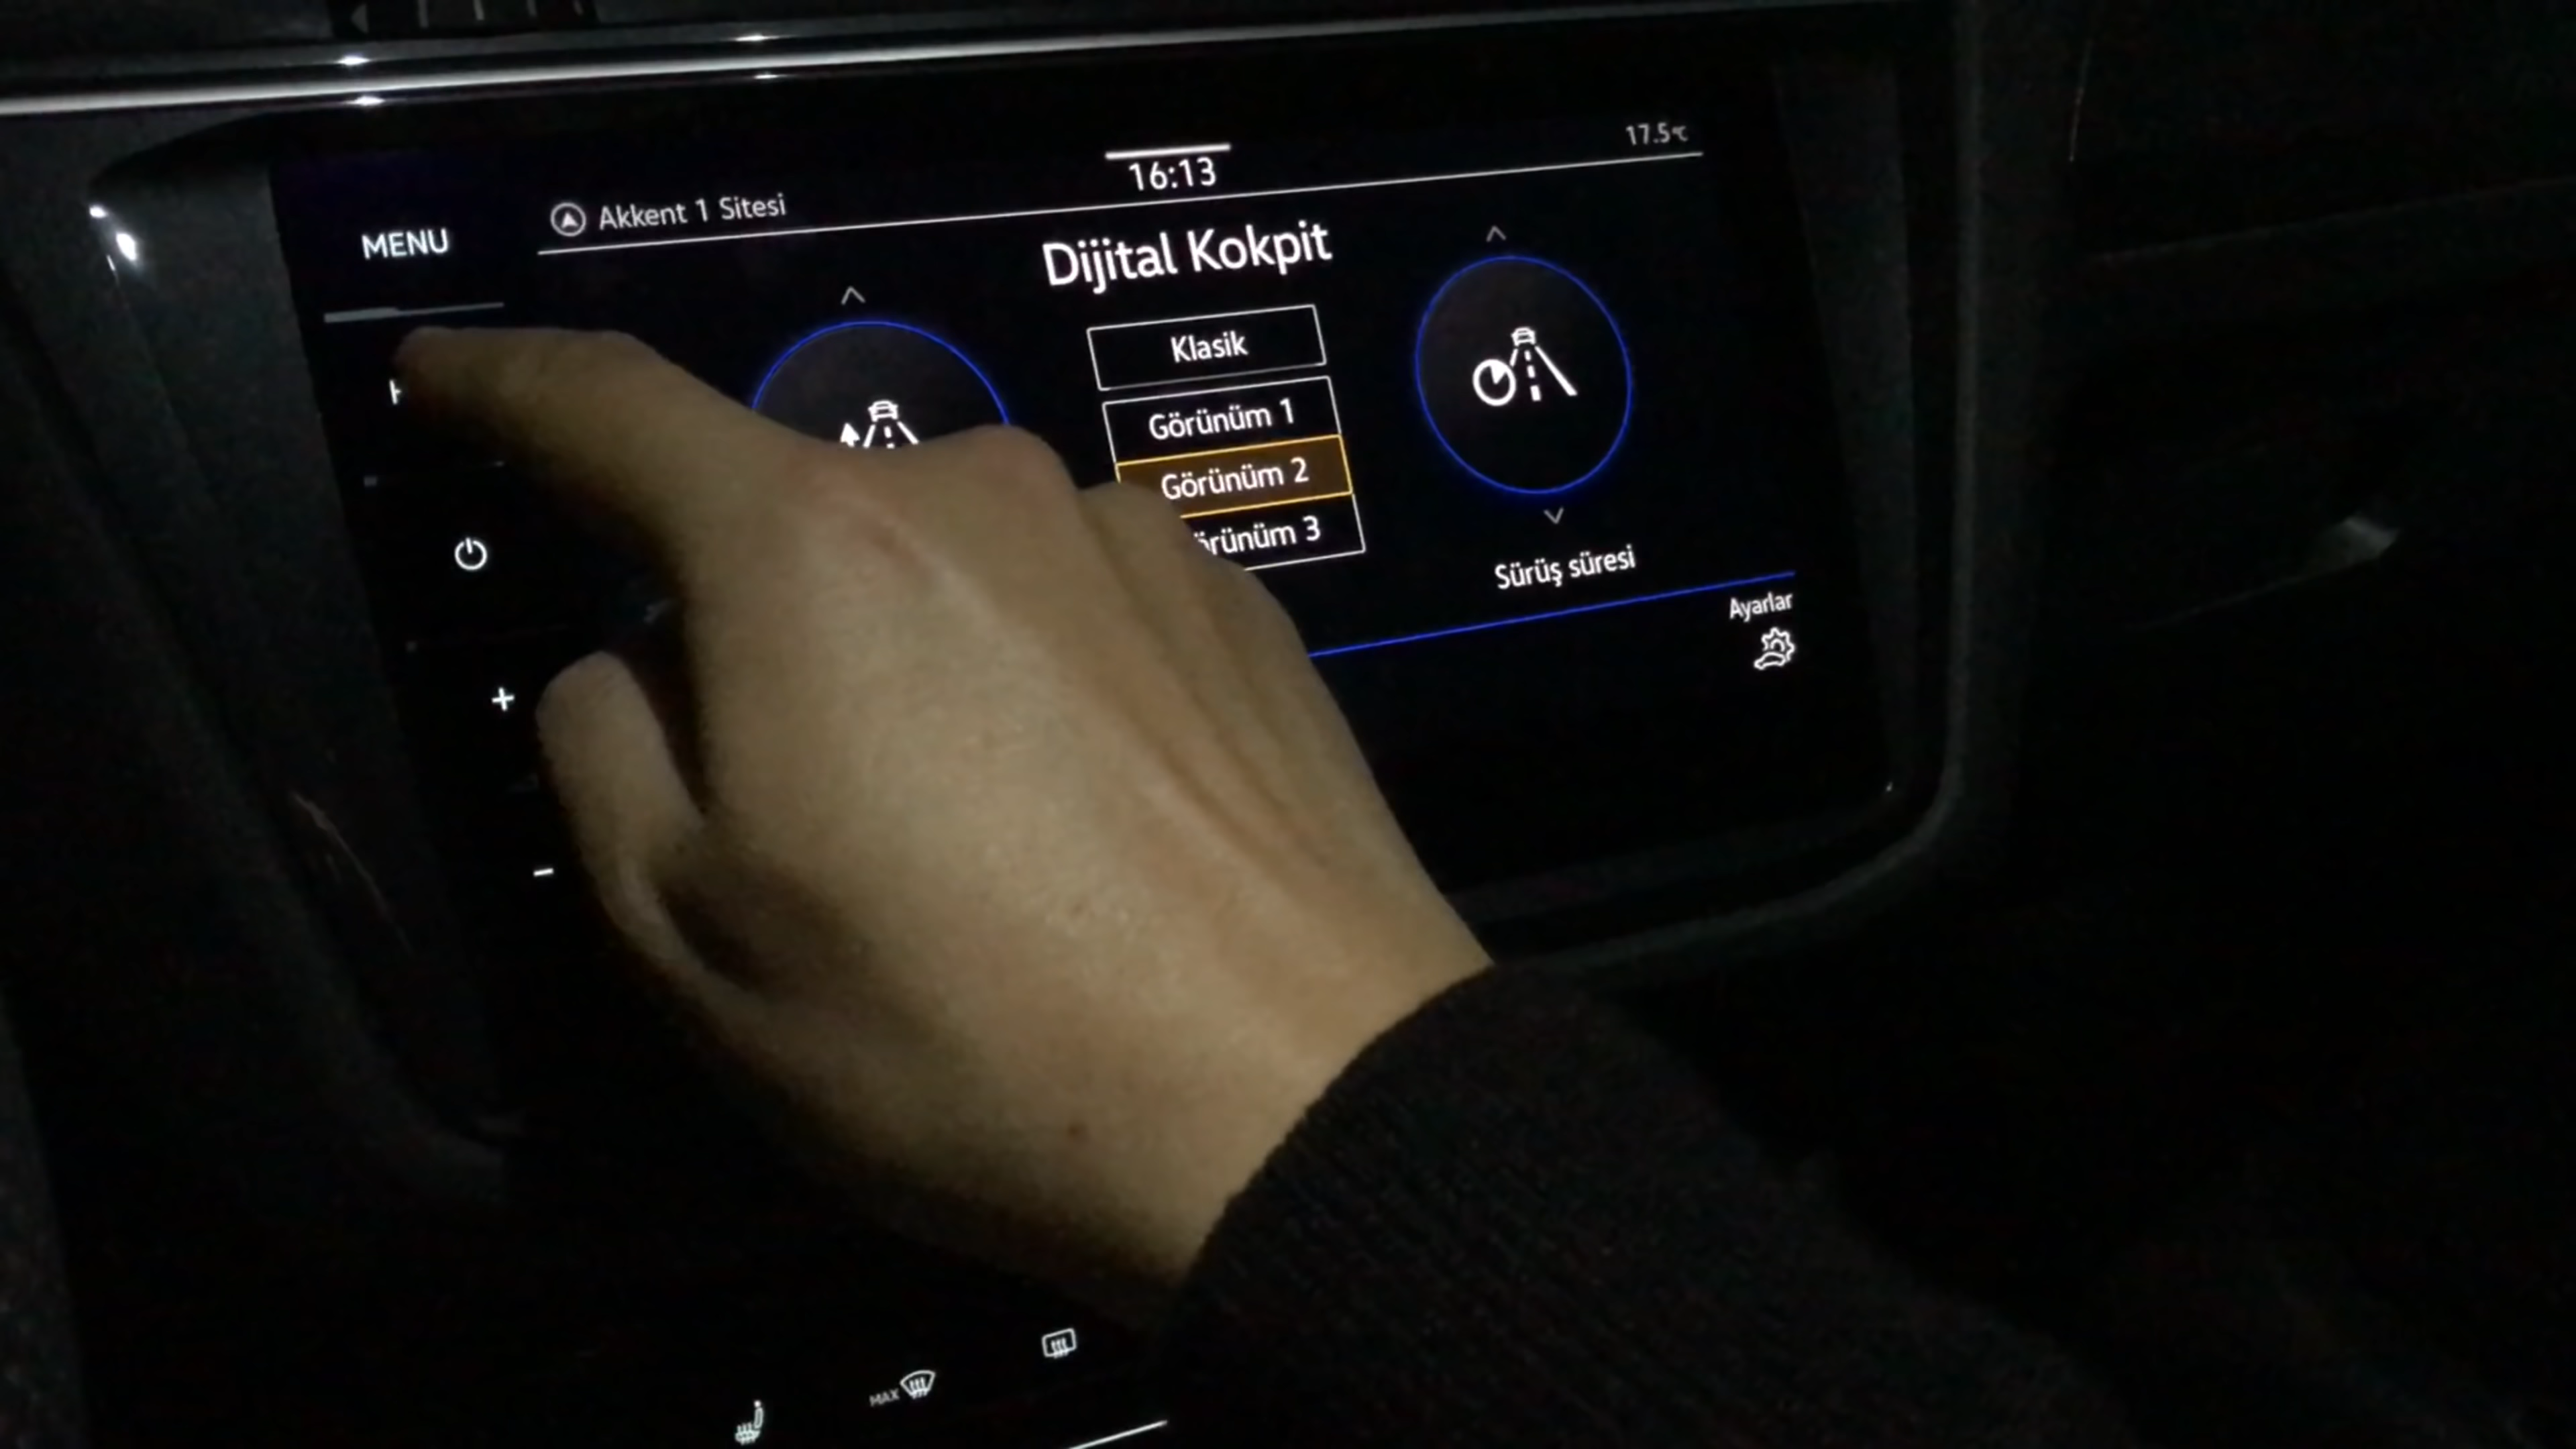 17.5℃
16:13
Akkent 1 Sitesi
MENU
Dijital Kokpit
Klasik
Görünüm 1
Görünüm 2
rünüm 3
Sürüş süresi
Ayarlar
+
-
MAX